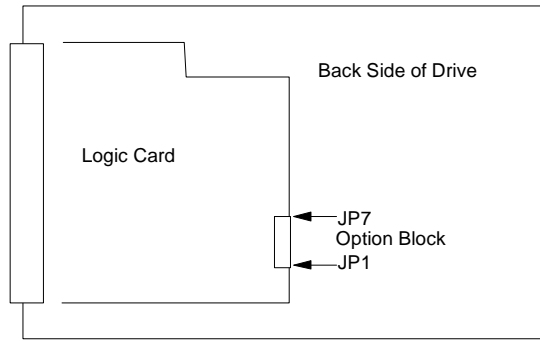 Back Side of Drive
Logic Card
JP7
Option Block
JP1